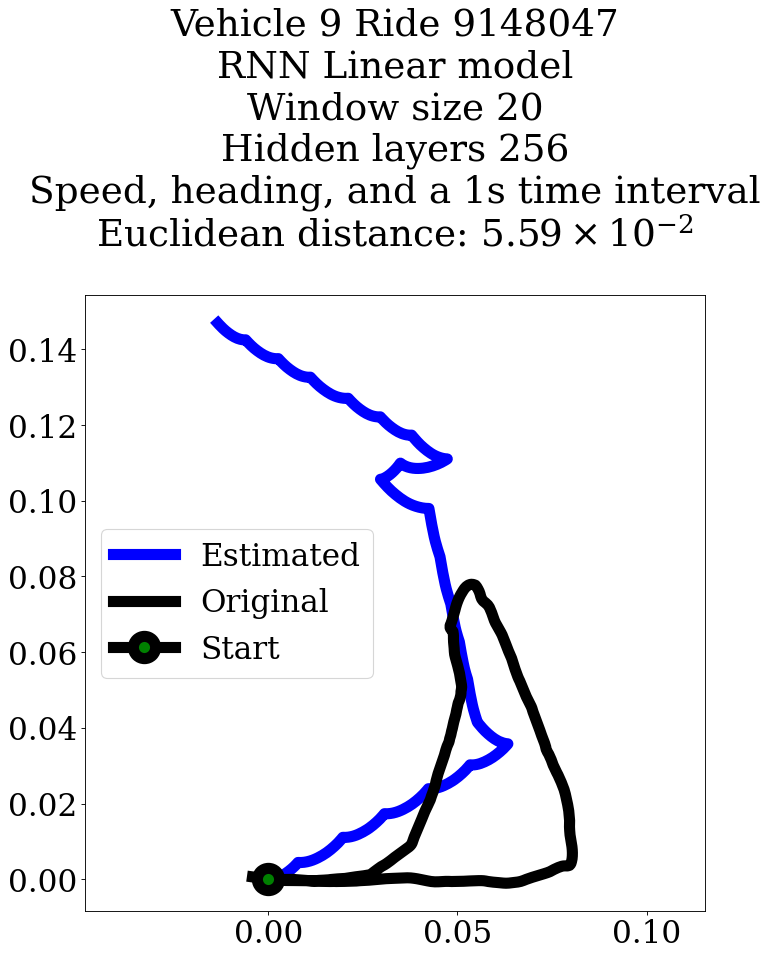 Vehicle 9 Ride 9148047
RNN Linear model
Window size 20
Hidden layers 256
Speed, heading, and a 1s time interval
Euclidean distance: 5.59 × 10⁻²
0.14
0.12
0.10
0.08
0.06
0.04
0.02
0.00
Estimated
Original
Start
0.00 0.05 0.10